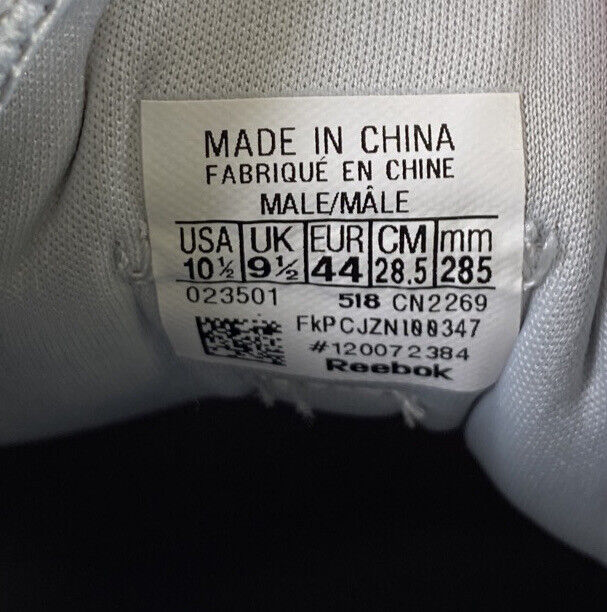 MADE IN CHINA
FABRIQUÉ EN CHINE
MALE/MÂLE
USA UK EUR CM mm
10½ 9½ 44 28.5 285
023501 518 CN2269
FkPCJZN100347
#120072384
Reebok